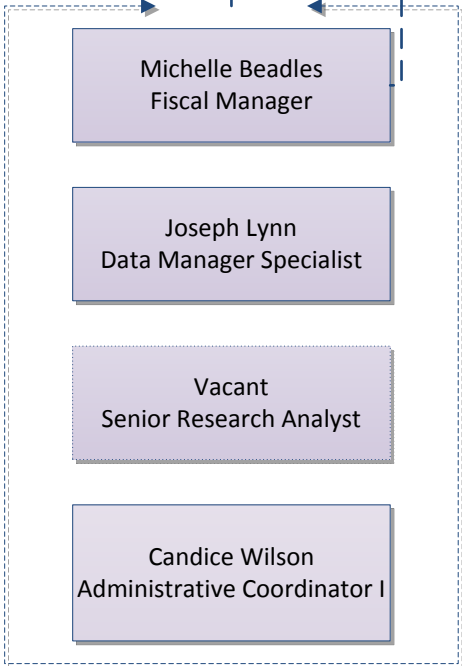 Michelle Beadles
Fiscal Manager
Joseph Lynn
Data Manager Specialist
Vacant
Senior Research Analyst
Candice Wilson
Administrative Coordinator I